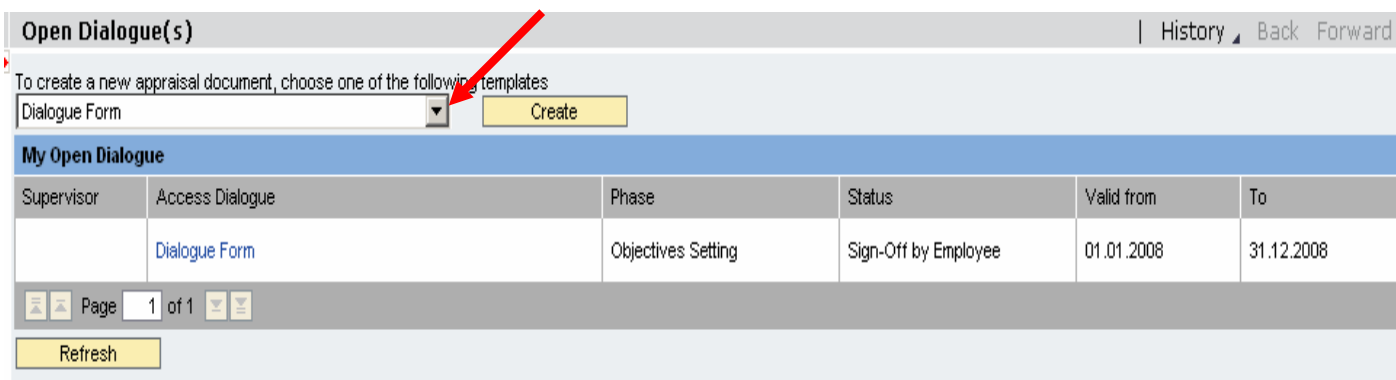 Open Dialogue(s) | History Back Forward
To create a new appraisal document, choose one of the following templates
Dialogue Form Create
My Open Dialogue
Supervisor Access Dialogue Phase Status Valid from To
Dialogue Form Objectives Setting Sign-Off by Employee 01.01.2008 31.12.2008
Page 1 of 1
Refresh